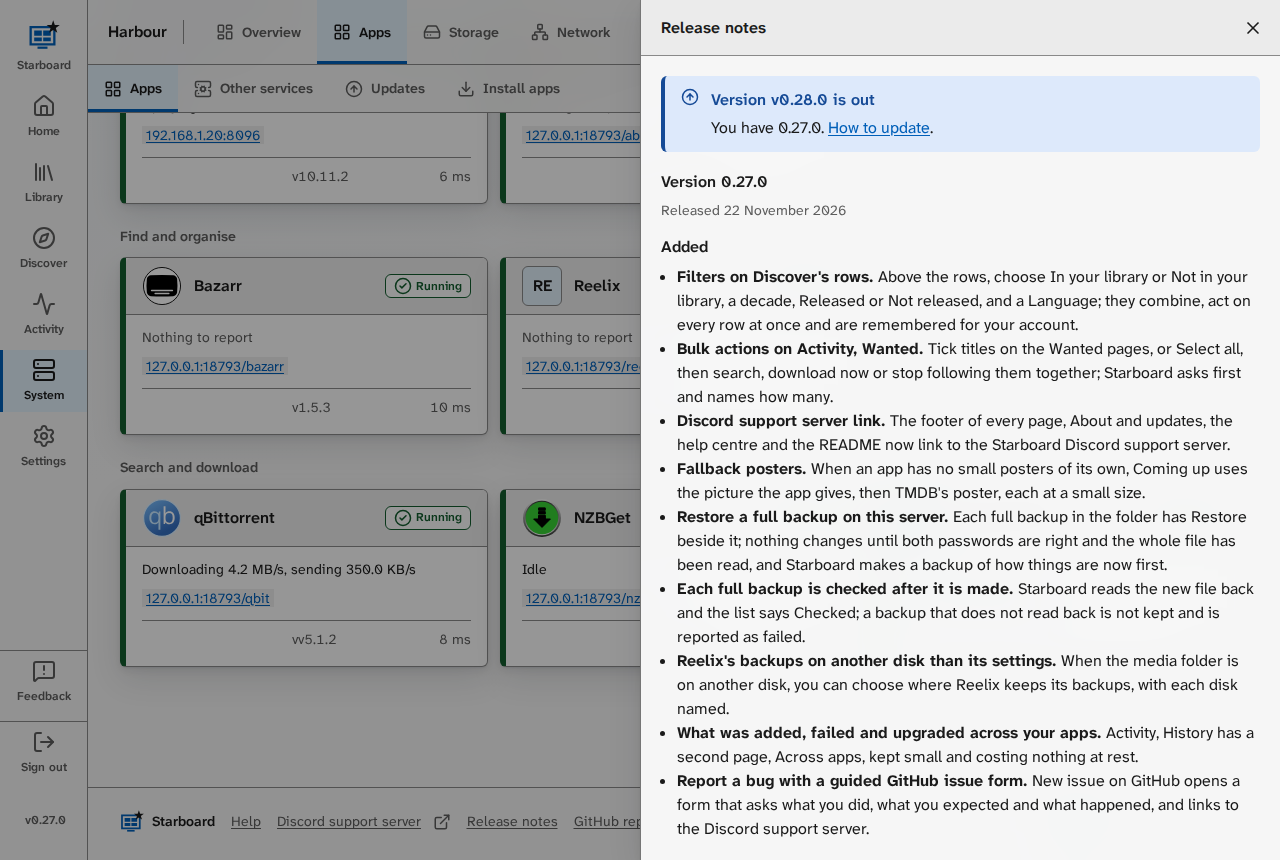 Starboard
Home
Library
Discover
Activity
System
Settings
Feedback
Sign out
v0.27.0
Harbour
Overview
Apps
Storage
Network
Apps
Other services
Updates
Install apps
192.168.1.20:8096
127.0.0.1:18793/ab
v10.11.2
6 ms
Find and organise
Bazarr
Running
Nothing to report
127.0.0.1:18793/bazarr
v1.5.3
10 ms
RE
Reelix
Nothing to report
127.0.0.1:18793/re
Search and download
qb
qBittorrent
Running
Downloading 4.2 MB/s, sending 350.0 KB/s
127.0.0.1:18793/qbit
vv5.1.2
8 ms
NZBGet
Idle
127.0.0.1:18793/nz
Starboard
Help
Discord support server
Release notes
GitHub rep
Release notes
Version v0.28.0 is out
You have 0.27.0. How to update.
Version 0.27.0
Released 22 November 2026
Added
• Filters on Discover's rows. Above the rows, choose In your library or Not in your
library, a decade, Released or Not released, and a Language; they combine, act on
every row at once and are remembered for your account.
• Bulk actions on Activity, Wanted. Tick titles on the Wanted pages, or Select all,
then search, download now or stop following them together; Starboard asks first
and names how many.
• Discord support server link. The footer of every page, About and updates, the
help centre and the README now link to the Starboard Discord support server.
• Fallback posters. When an app has no small posters of its own, Coming up uses
the picture the app gives, then TMDB's poster, each at a small size.
• Restore a full backup on this server. Each full backup in the folder has Restore
beside it; nothing changes until both passwords are right and the whole file has
been read, and Starboard makes a backup of how things are now first.
• Each full backup is checked after it is made. Starboard reads the new file back
and the list says Checked; a backup that does not read back is not kept and is
reported as failed.
• Reelix's backups on another disk than its settings. When the media folder is
on another disk, you can choose where Reelix keeps its backups, with each disk
named.
• What was added, failed and upgraded across your apps. Activity, History has a
second page, Across apps, kept small and costing nothing at rest.
• Report a bug with a guided GitHub issue form. New issue on GitHub opens a
form that asks what you did, what you expected and what happened, and links to
the Discord support server.